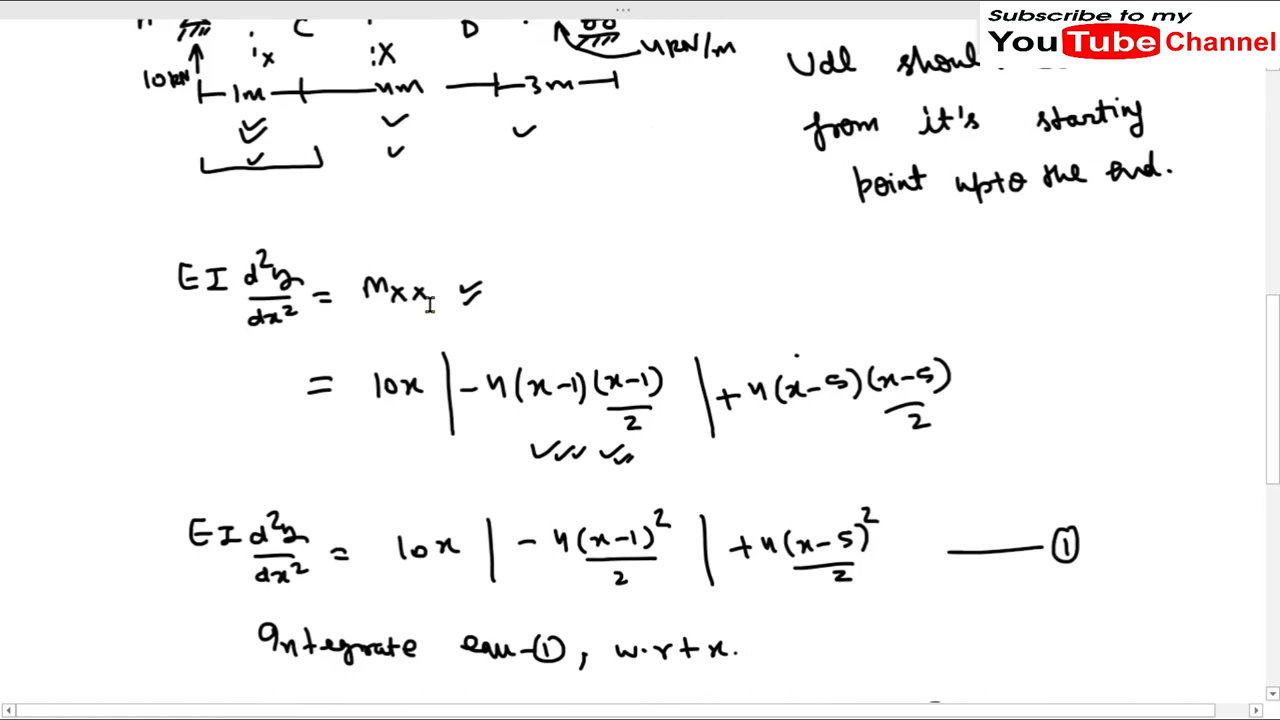 Subscribe to my
YouTube Channel
C
D
x
X
4kN/m
10kN
1m
4m
3m
Udl shoul
from it's starting
point upto the end.
EI d²y/dx² = Mxx
= 10x | - 4(x-1)(x-1)/2 | + 4(x-5)(x-5)/2
EI d²y/dx² = 10x | - 4(x-1)²/2 | + 4(x-5)²/2 —— ①
Integrate equ-①, w.r.t x.